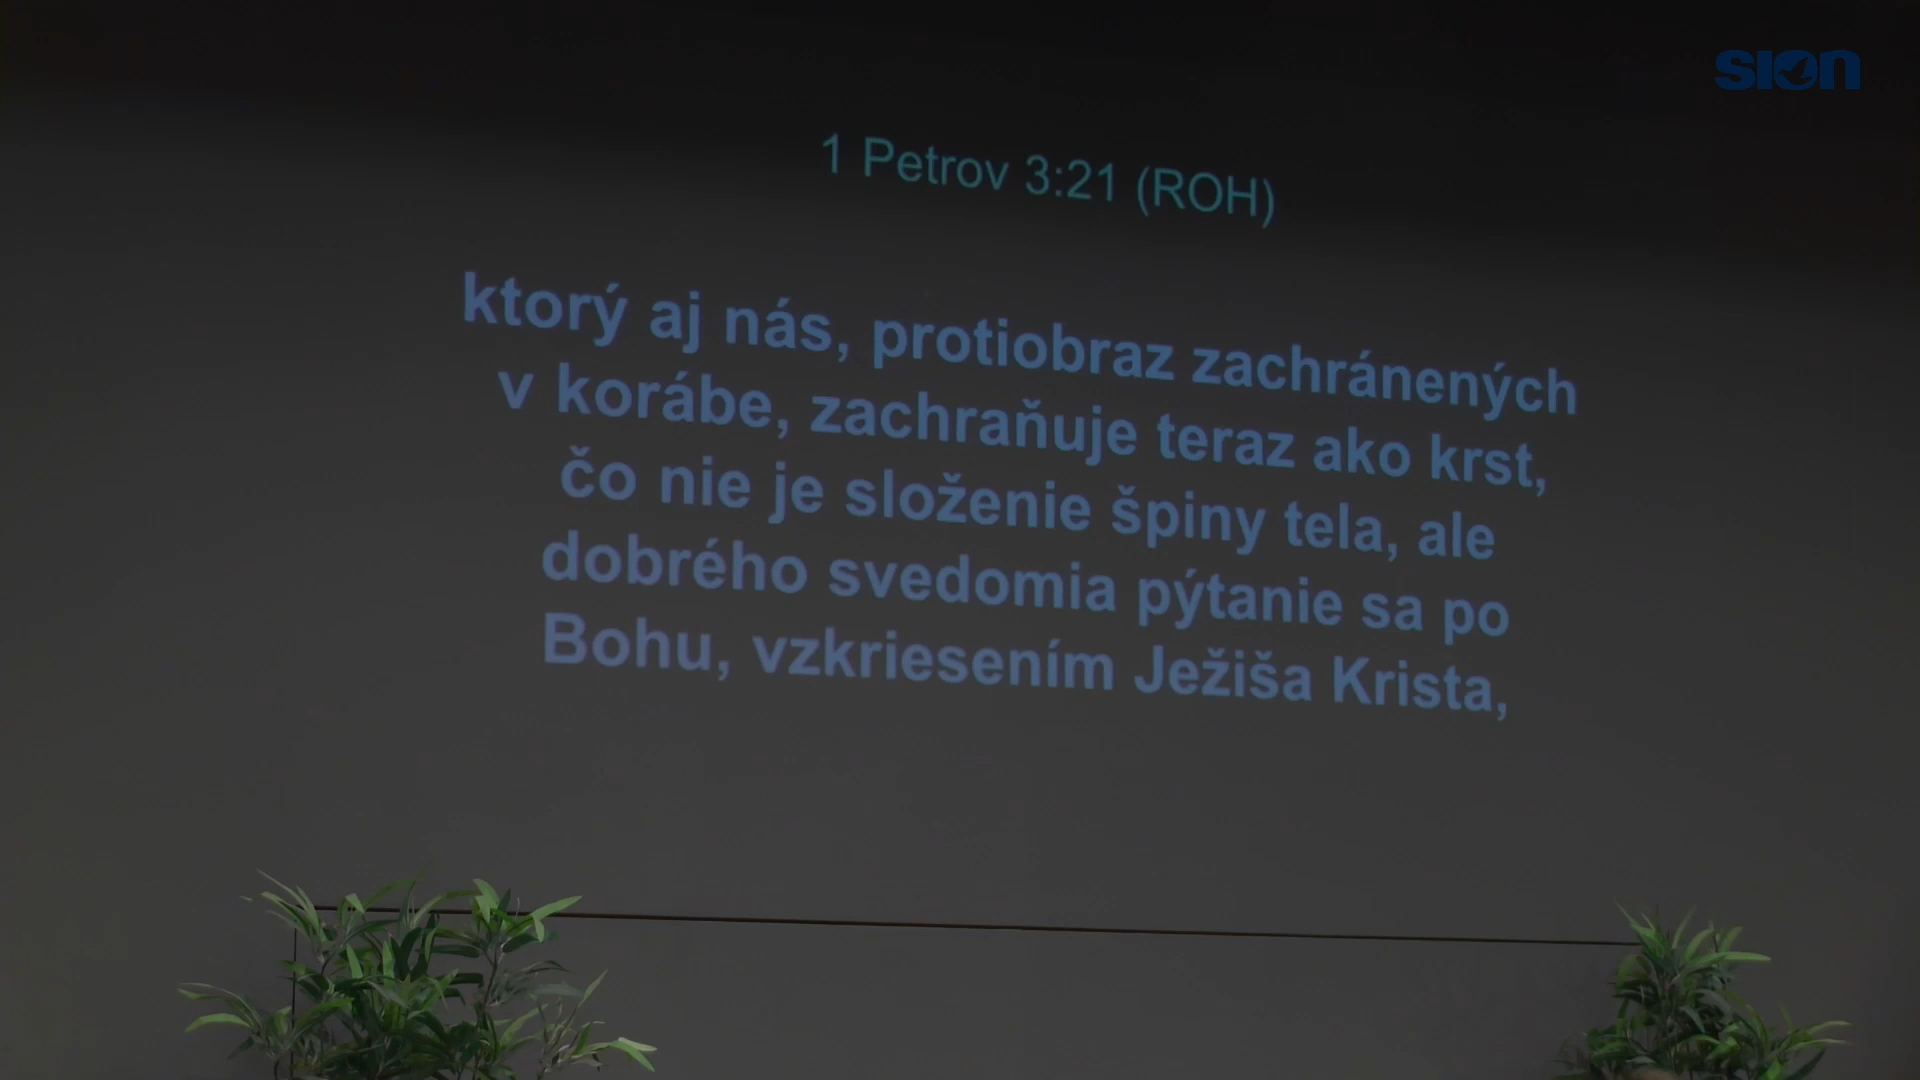 sion
1 Petrov 3:21 (ROH)
ktorý aj nás, protiobraz zachránených
v korábe, zachraňuje teraz ako krst,
čo nie je složenie špiny tela, ale
dobrého svedomia pýtanie sa po
Bohu, vzkriesením Ježiša Krista,